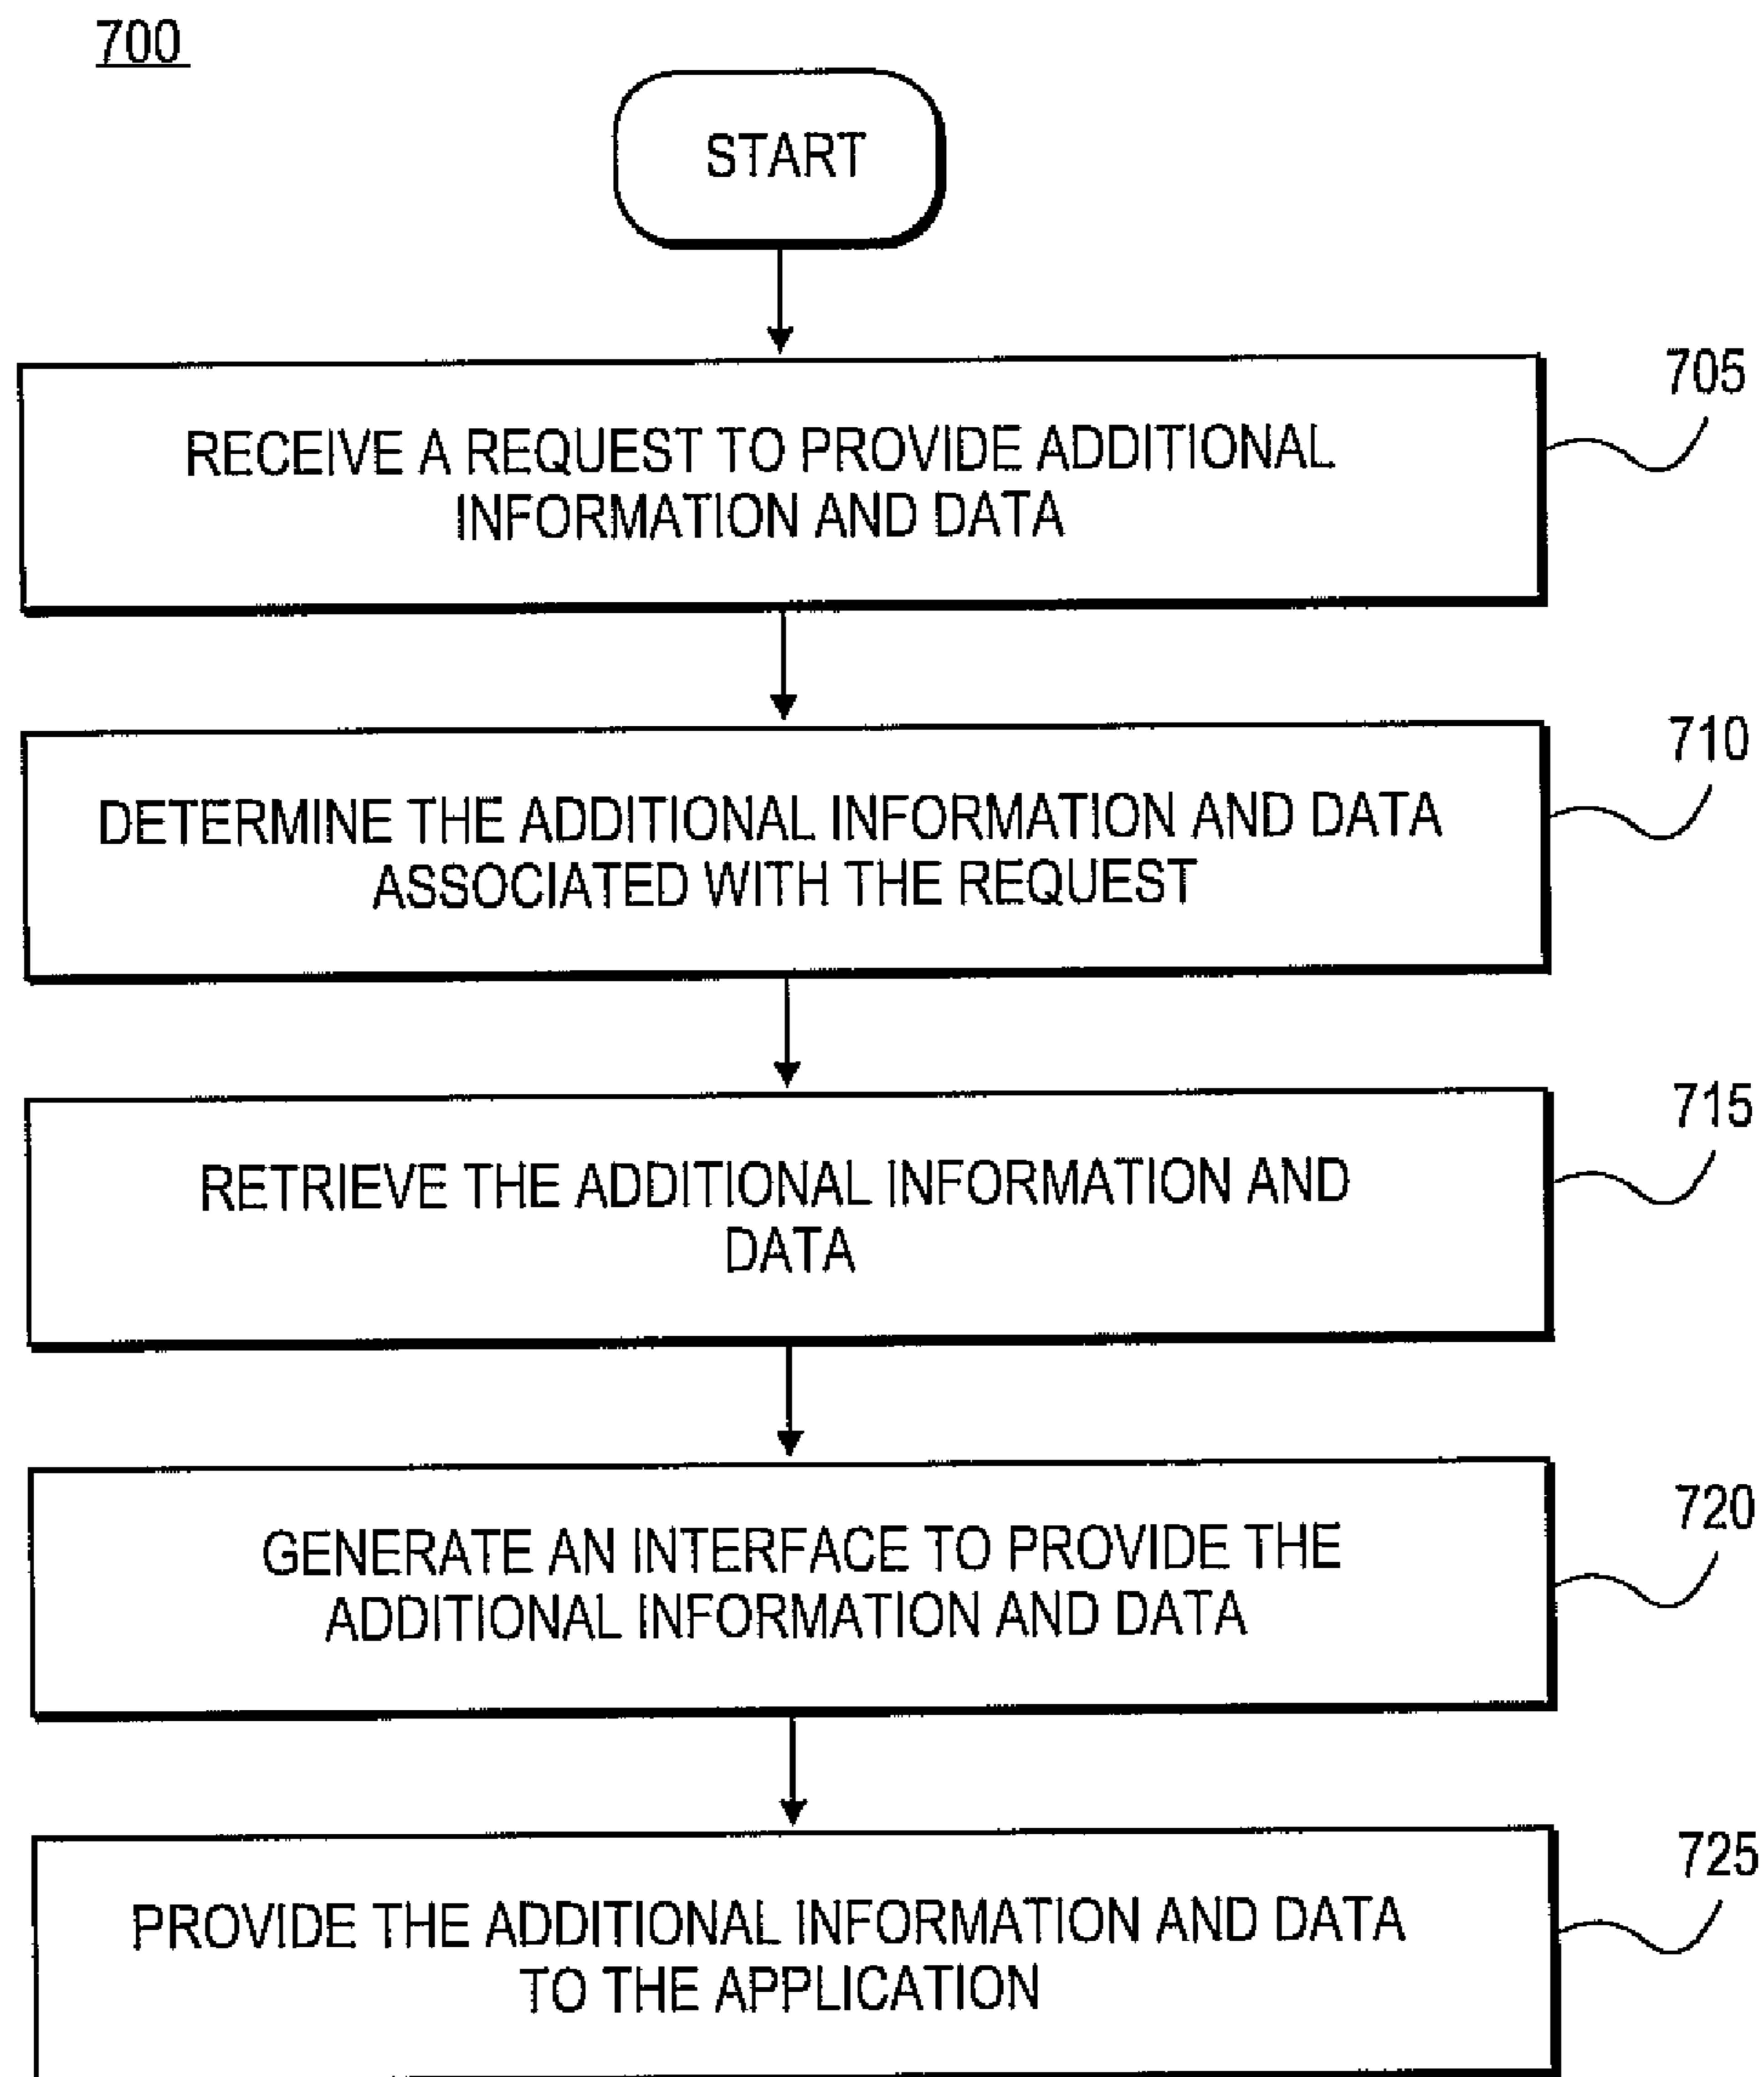 700
START
705
RECEIVE A REQUEST TO PROVIDE ADDITIONAL
INFORMATION AND DATA
710
DETERMINE THE ADDITIONAL INFORMATION AND DATA
ASSOCIATED WITH THE REQUEST
715
RETRIEVE THE ADDITIONAL INFORMATION AND
DATA
720
GENERATE AN INTERFACE TO PROVIDE THE
ADDITIONAL INFORMATION AND DATA
725
PROVIDE THE ADDITIONAL INFORMATION AND DATA
TO THE APPLICATION